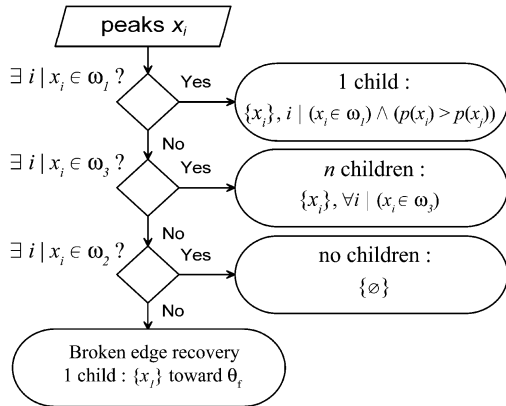 peaks x_i
∃ i | x_i ∈ ω_1 ?
Yes
1 child :
{x_i}, i | (x_i ∈ ω_1) ∧ (p(x_i) > p(x_j))
No
∃ i | x_i ∈ ω_3 ?
Yes
n children :
{x_i}, ∀i | (x_i ∈ ω_3)
No
∃ i | x_i ∈ ω_2 ?
Yes
no children :
{∅}
No
Broken edge recovery
1 child : {x_1} toward θ_f